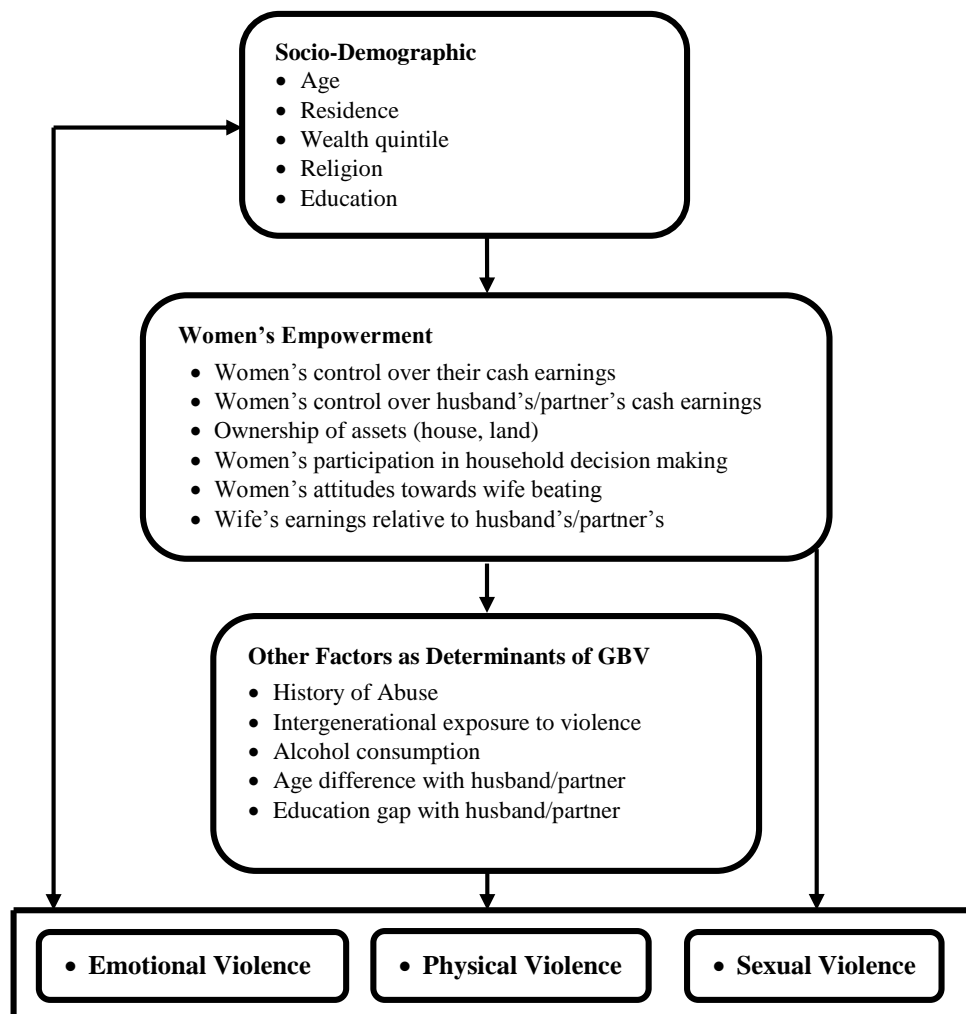 Socio-Demographic
• Age
• Residence
• Wealth quintile
• Religion
• Education
Women’s Empowerment
• Women’s control over their cash earnings
• Women’s control over husband’s/partner’s cash earnings
• Ownership of assets (house, land)
• Women’s participation in household decision making
• Women’s attitudes towards wife beating
• Wife’s earnings relative to husband’s/partner’s
Other Factors as Determinants of GBV
• History of Abuse
• Intergenerational exposure to violence
• Alcohol consumption
• Age difference with husband/partner
• Education gap with husband/partner
• Emotional Violence
• Physical Violence
• Sexual Violence